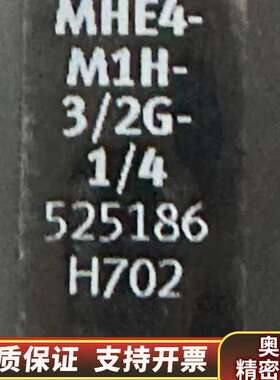 MHE4-
M1H-
3/2G-
1/4
525186
H702
质保证 支持开票
奥
精密